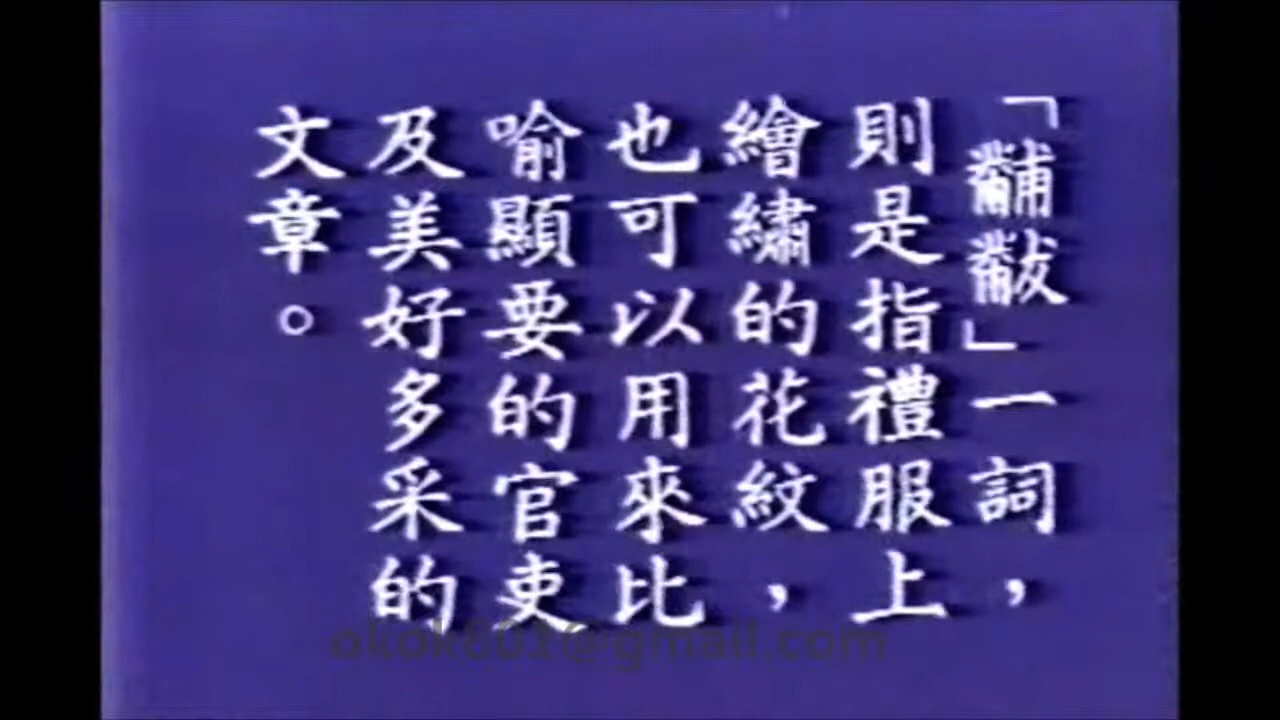 「黼黻」一詞，
則是指禮服上
繪繡的花紋，
也可以用來比
喻顯要的官吏
及美好多采的
文章。
okok801@gmail.com